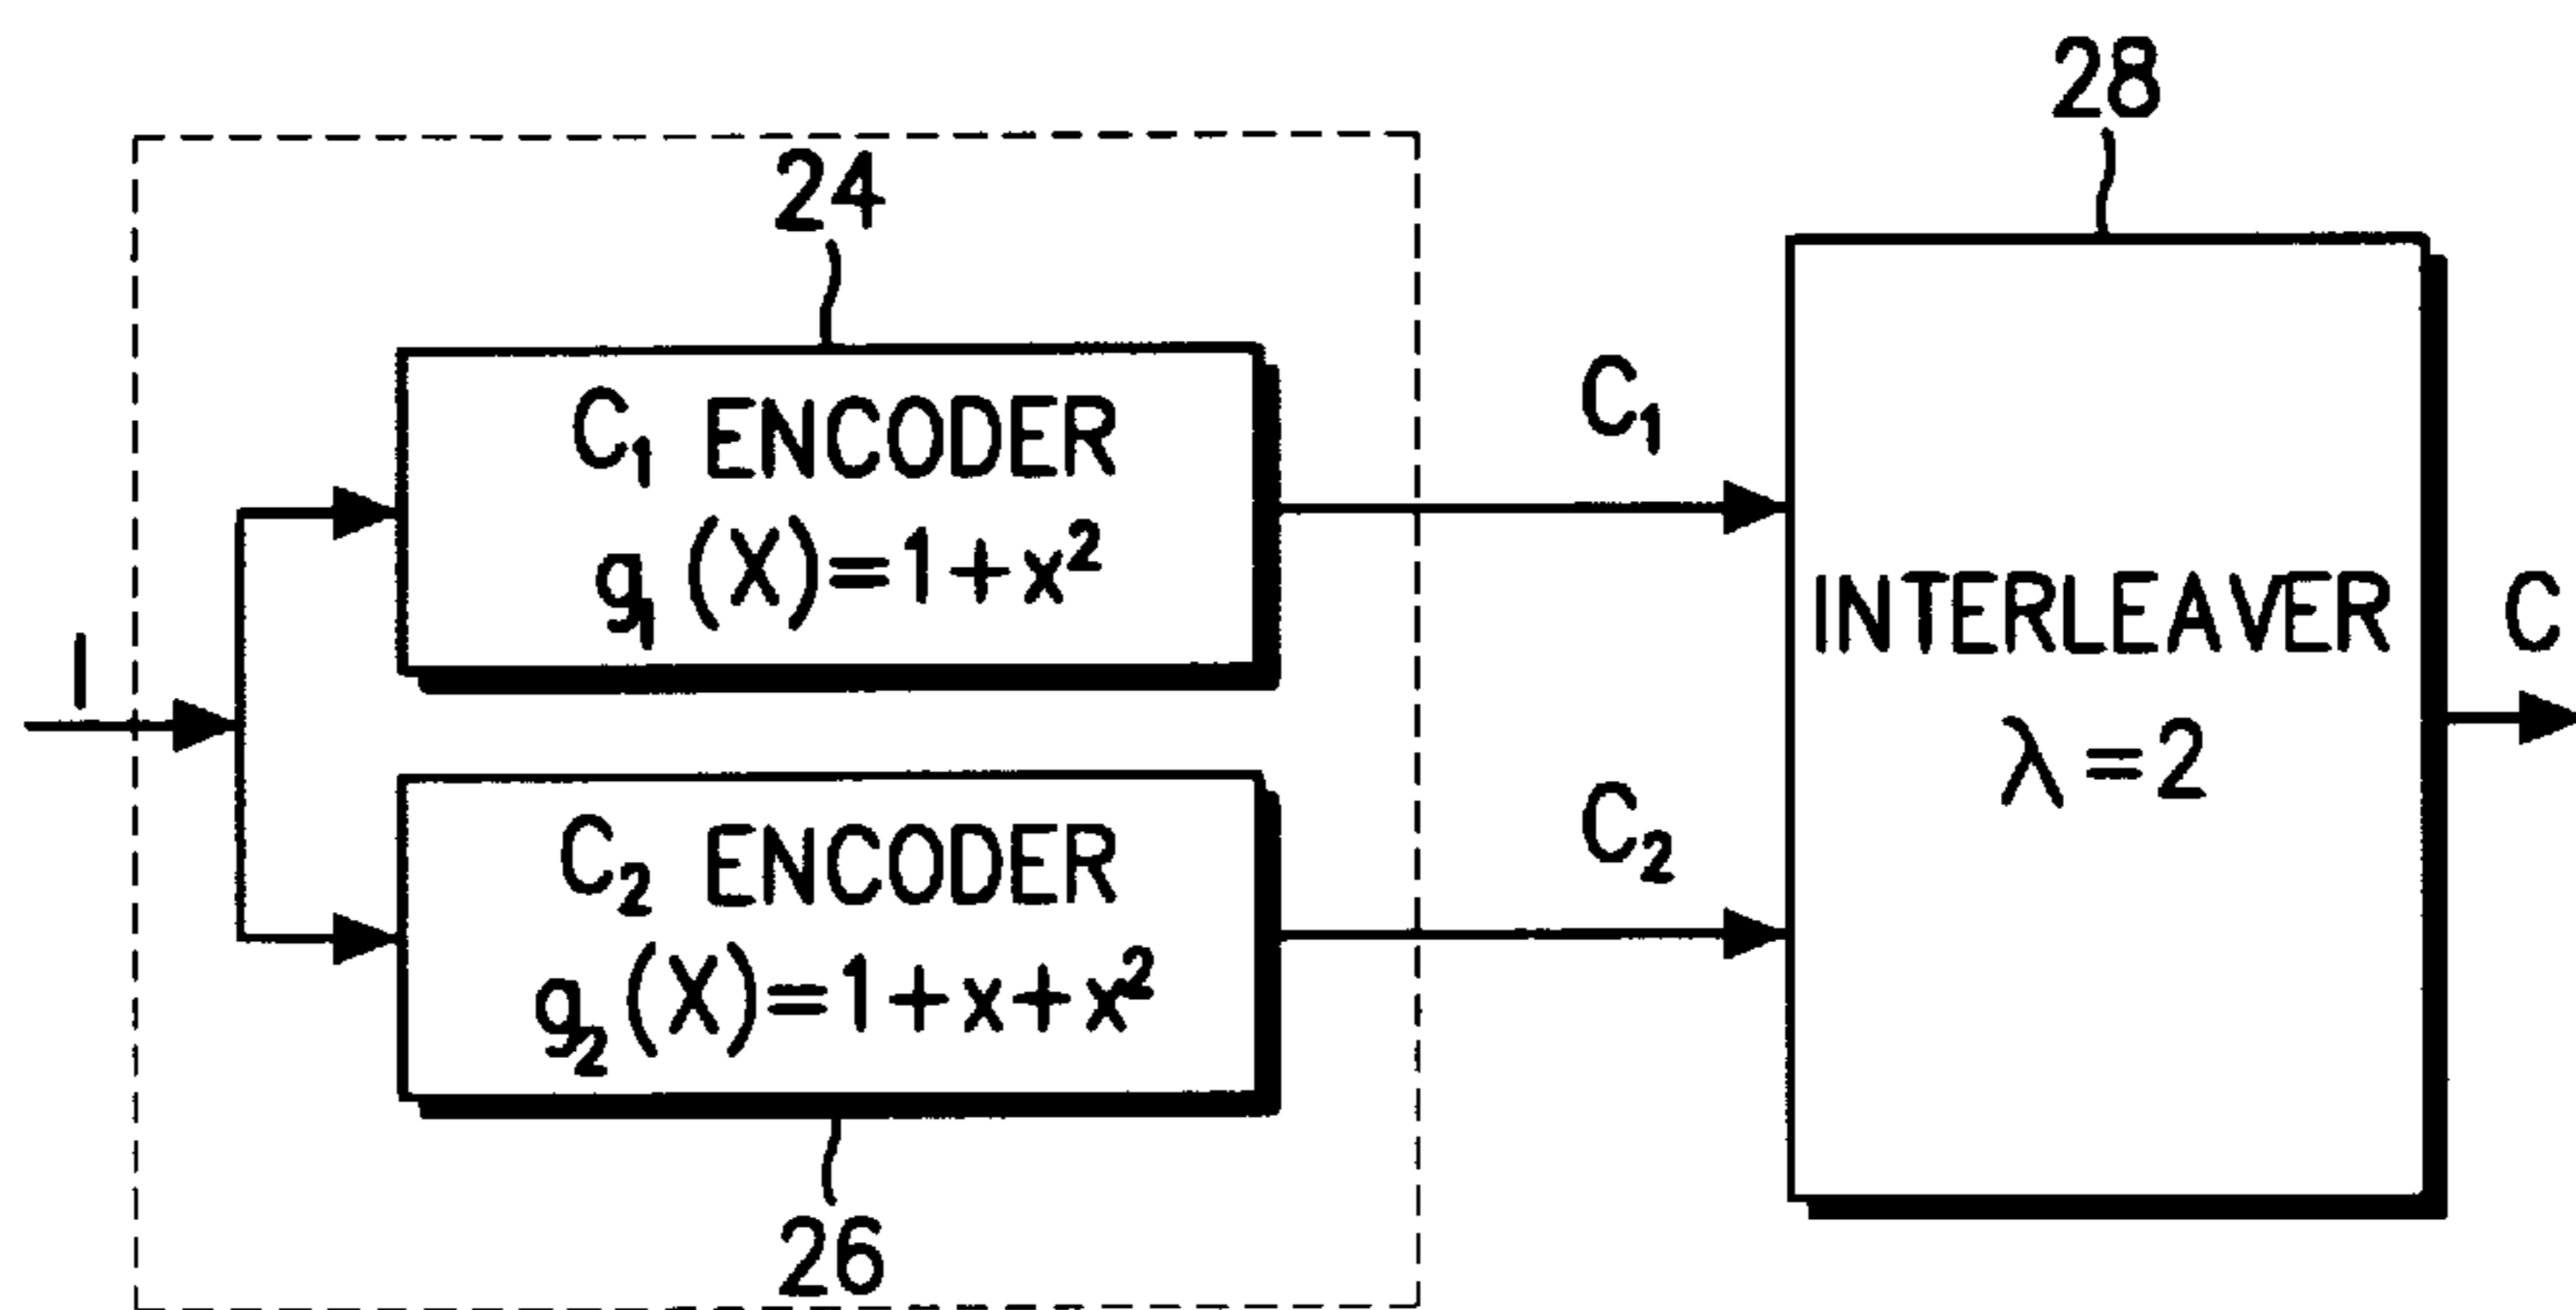 28
24
C₁ ENCODER
g₁(X)=1+x²
C₁
I
INTERLEAVER
λ=2
C
C₂ ENCODER
g₂(X)=1+x+x²
C₂
26